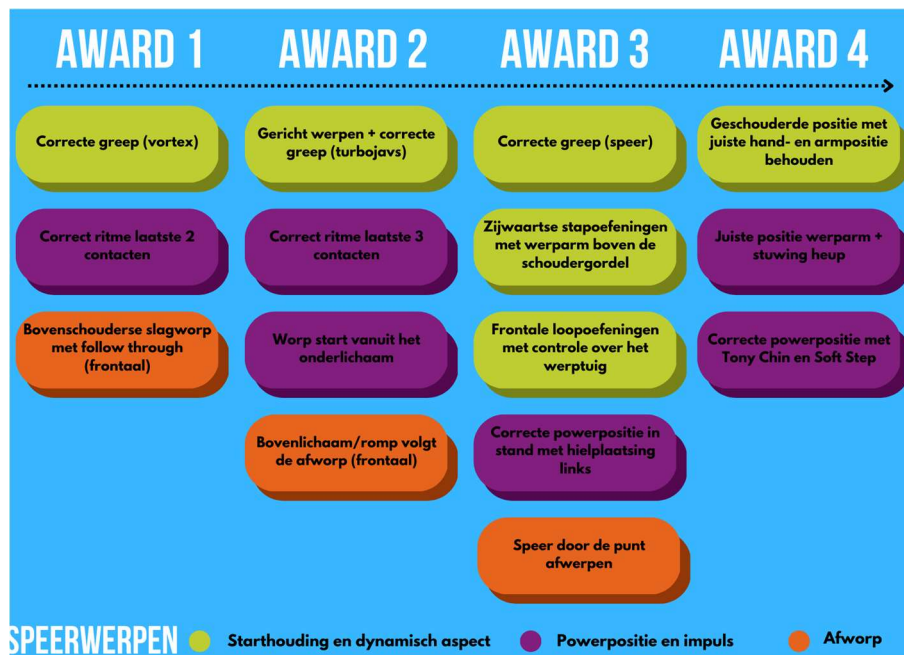 AWARD 1
AWARD 2
AWARD 3
AWARD 4
Correcte greep (vortex)
Gericht werpen + correcte
greep (turbojavs)
Correcte greep (speer)
Geschouderde positie met
juiste hand- en armpositie
behouden
Correct ritme laatste 2
contacten
Correct ritme laatste 3
contacten
Zijwaartse stapoefeningen
met werparm boven de
schoudergordel
Juiste positie werparm +
stuwing heup
Bovenschouderse slagworp
met follow through
(frontaal)
Worp start vanuit het
onderlichaam
Frontale loopoefeningen
met controle over het
werptuig
Correcte powerpositie met
Tony Chin en Soft Step
Bovenlichaam/romp volgt
de afworp (frontaal)
Correcte powerpositie in
stand met hielplaatsing
links
Speer door de punt
afwerpen
SPEERWERPEN
Starthouding en dynamisch aspect
Powerpositie en impuls
Afworp